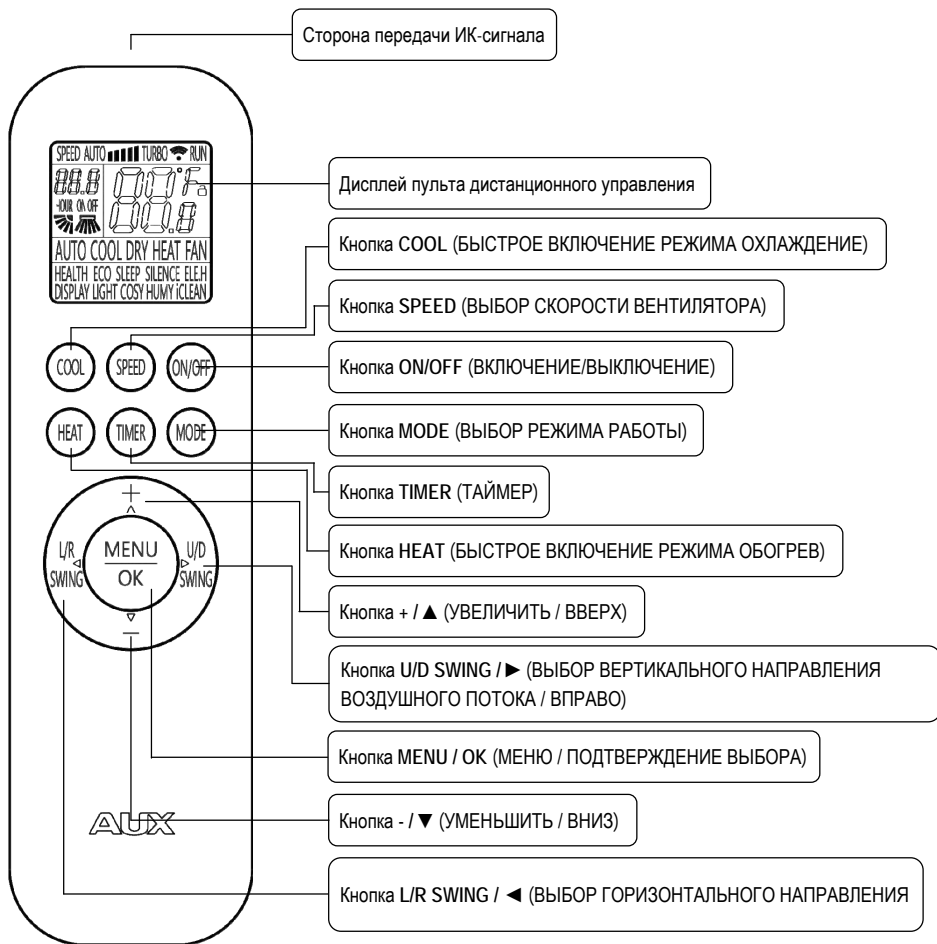 Сторона передачи ИК-сигнала
SPEED AUTO TURBO RUN
88.8 88°F
HOUR ON OFF 88.8
AUTO COOL DRY HEAT FAN
HEALTH ECO SLEEP SILENCE ELE.H
DISPLAY LIGHT COSY HUMY iCLEAN
Дисплей пульта дистанционного управления
Кнопка COOL (БЫСТРОЕ ВКЛЮЧЕНИЕ РЕЖИМА ОХЛАЖДЕНИЕ)
Кнопка SPEED (ВЫБОР СКОРОСТИ ВЕНТИЛЯТОРА)
COOL SPEED ON/OFF
Кнопка ON/OFF (ВКЛЮЧЕНИЕ/ВЫКЛЮЧЕНИЕ)
HEAT TIMER MODE
Кнопка MODE (ВЫБОР РЕЖИМА РАБОТЫ)
Кнопка TIMER (ТАЙМЕР)
+
Кнопка HEAT (БЫСТРОЕ ВКЛЮЧЕНИЕ РЕЖИМА ОБОГРЕВ)
L/R MENU U/D
SWING OK SWING
−
Кнопка + / ▲ (УВЕЛИЧИТЬ / ВВЕРХ)
Кнопка U/D SWING / ► (ВЫБОР ВЕРТИКАЛЬНОГО НАПРАВЛЕНИЯ
ВОЗДУШНОГО ПОТОКА / ВПРАВО)
Кнопка MENU / OK (МЕНЮ / ПОДТВЕРЖДЕНИЕ ВЫБОРА)
AUX
Кнопка - / ▼ (УМЕНЬШИТЬ / ВНИЗ)
Кнопка L/R SWING / ◄ (ВЫБОР ГОРИЗОНТАЛЬНОГО НАПРАВЛЕНИЯ